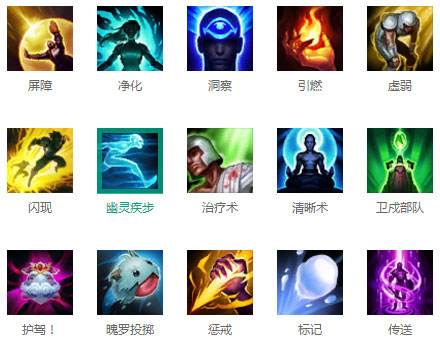 屏障 净化 洞察 引燃 虚弱
闪现 幽灵疾步 治疗术 清晰术 卫戍部队
护驾！ 魄罗投掷 惩戒 标记 传送